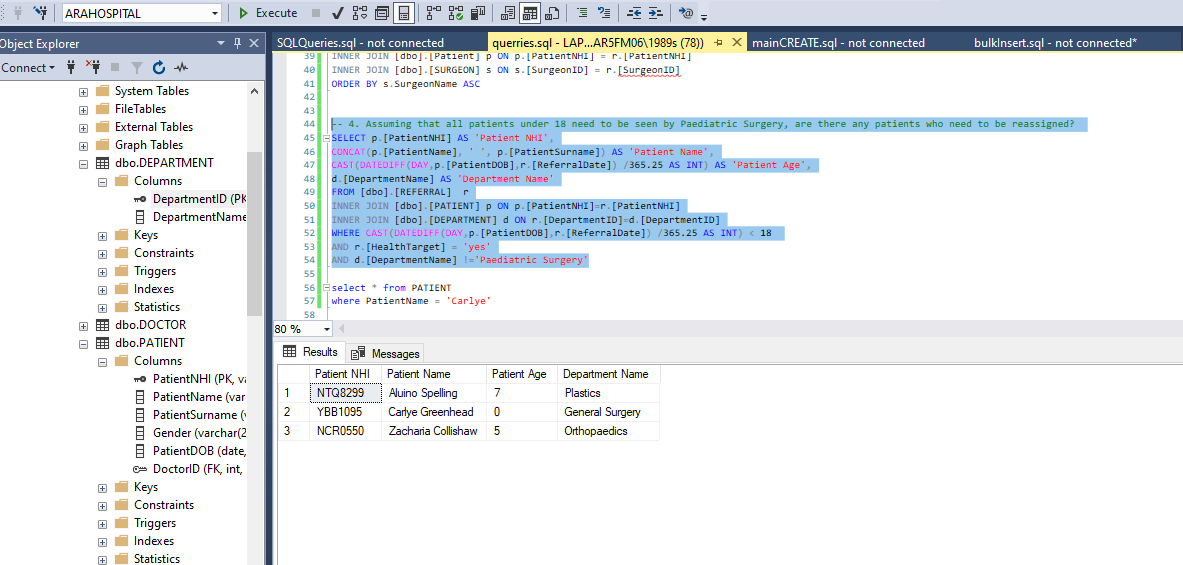 ARAHOSPITAL
Execute
Object Explorer
Connect
System Tables
FileTables
External Tables
Graph Tables
dbo.DEPARTMENT
Columns
DepartmentID (PK
DepartmentName
Keys
Constraints
Triggers
Indexes
Statistics
dbo.DOCTOR
dbo.PATIENT
Columns
PatientNHI (PK, va
PatientName (var
PatientSurname (v
Gender (varchar(2
PatientDOB (date,
DoctorID (FK, int,
Keys
Constraints
Triggers
Indexes
Statistics
SQLQueries.sql - not connected
querries.sql - LAP...AR5FM06\1989s (78))
mainCREATE.sql - not connected
bulkInsert.sql - not connected*
39 INNER JOIN [dbo].[Patient] p ON p.[PatientNHI] = r.[PatientNHI]
40 INNER JOIN [dbo].[SURGEON] s ON s.[SurgeonID] = r.[SurgeonID]
41 ORDER BY s.SurgeonName ASC
42
43
44 -- 4. Assuming that all patients under 18 need to be seen by Paediatric Surgery, are there any patients who need to be reassigned?
45 SELECT p.[PatientNHI] AS 'Patient NHI',
46 CONCAT(p.[PatientName], ' ', p.[PatientSurname]) AS 'Patient Name',
47 CAST(DATEDIFF(DAY,p.[PatientDOB],r.[ReferralDate]) /365.25 AS INT) AS 'Patient Age',
48 d.[DepartmentName] AS 'Department Name'
49 FROM [dbo].[REFERRAL] r
50 INNER JOIN [dbo].[PATIENT] p ON p.[PatientNHI]=r.[PatientNHI]
51 INNER JOIN [dbo].[DEPARTMENT] d ON r.[DepartmentID]=d.[DepartmentID]
52 WHERE CAST(DATEDIFF(DAY,p.[PatientDOB],r.[ReferralDate]) /365.25 AS INT) < 18
53 AND r.[HealthTarget] = 'yes'
54 AND d.[DepartmentName] !='Paediatric Surgery'
55
56 select * from PATIENT
57 where PatientName = 'Carlye'
58
80 %
Results Messages
Patient NHI Patient Name Patient Age Department Name
1 NTQ8299 Aluino Spelling 7 Plastics
2 YBB1095 Carlye Greenhead 0 General Surgery
3 NCR0550 Zacharia Collishaw 5 Orthopaedics